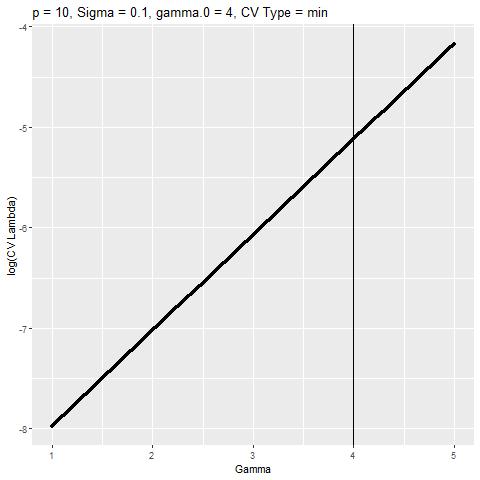 p = 10, Sigma = 0.1, gamma.0 = 4, CV Type = min
-4
-5
-6
-7
-8
log(CV Lambda)
1 2 3 4 5
Gamma